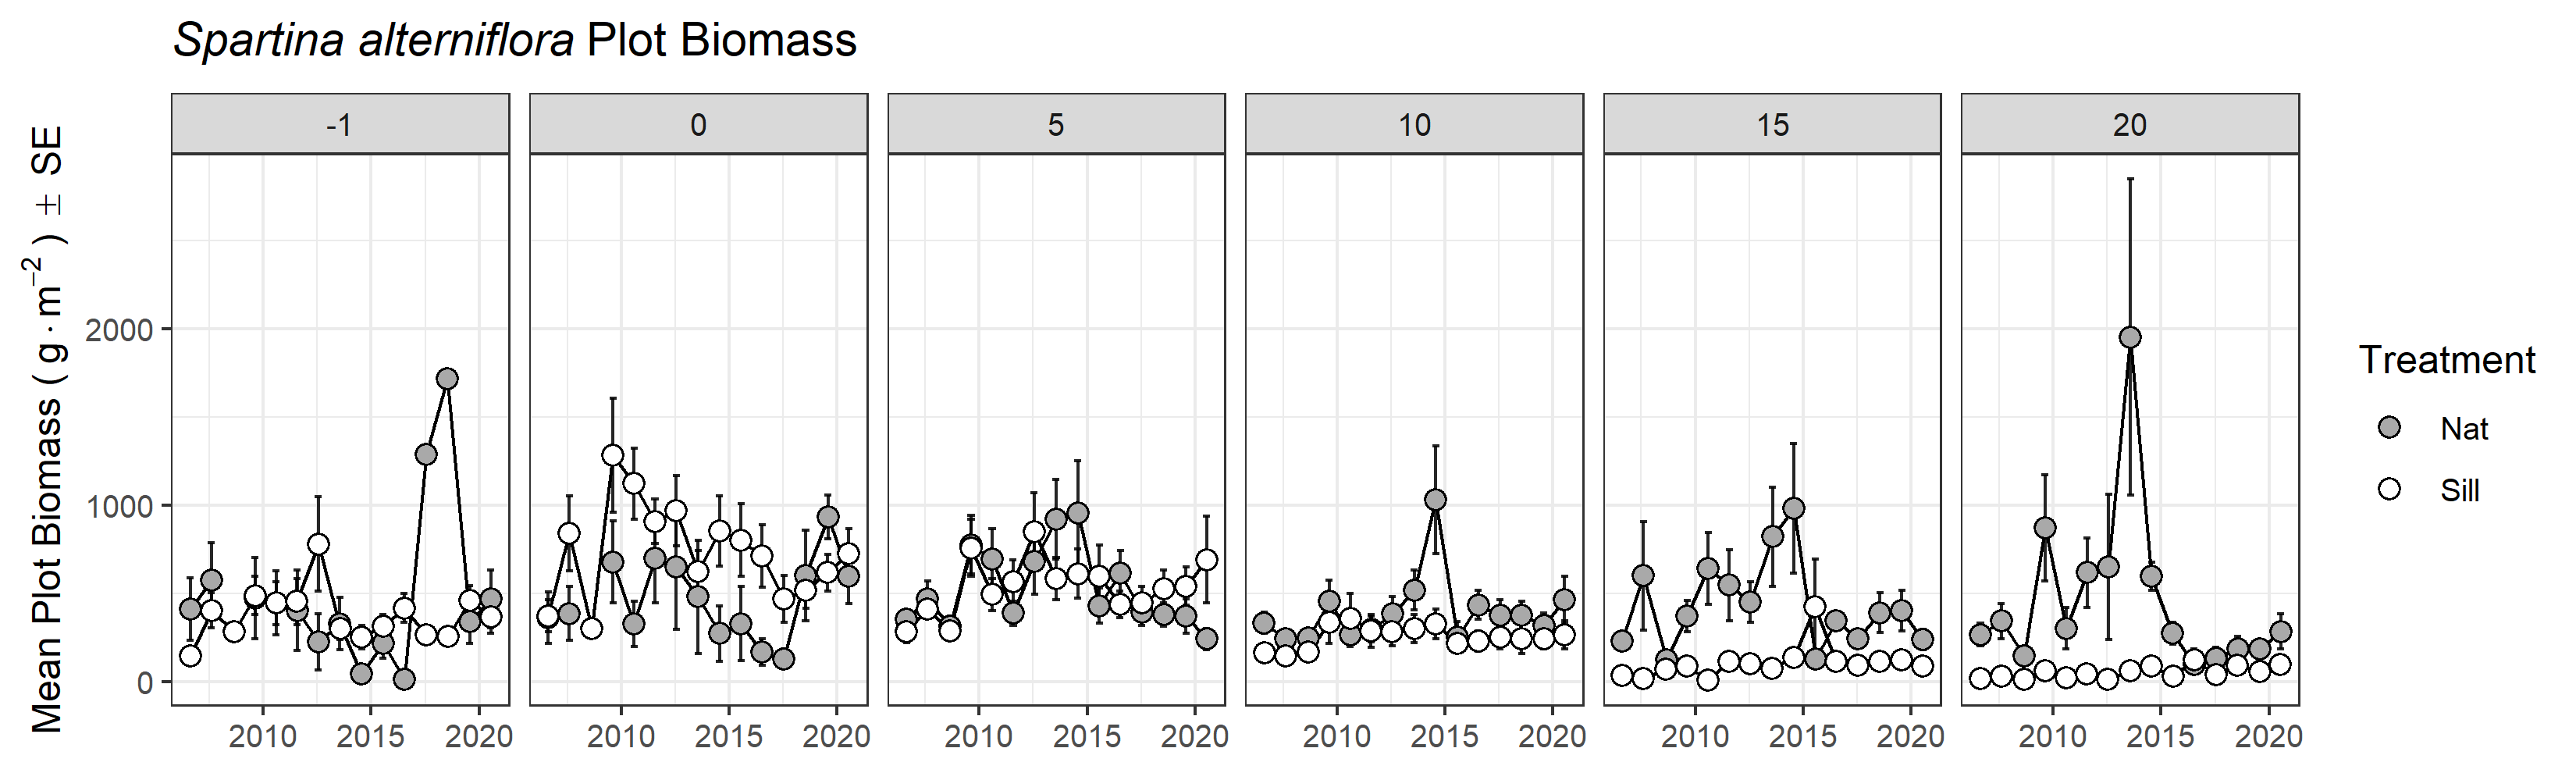 Spartina alterniflora Plot Biomass
-1 0 5 10 15 20
Mean Plot Biomass ( g · m⁻² ) ± SE
2000
1000
0
2010 2015 2020 2010 2015 2020 2010 2015 2020 2010 2015 2020 2010 2015 2020 2010 2015 2020
Treatment
Nat
Sill